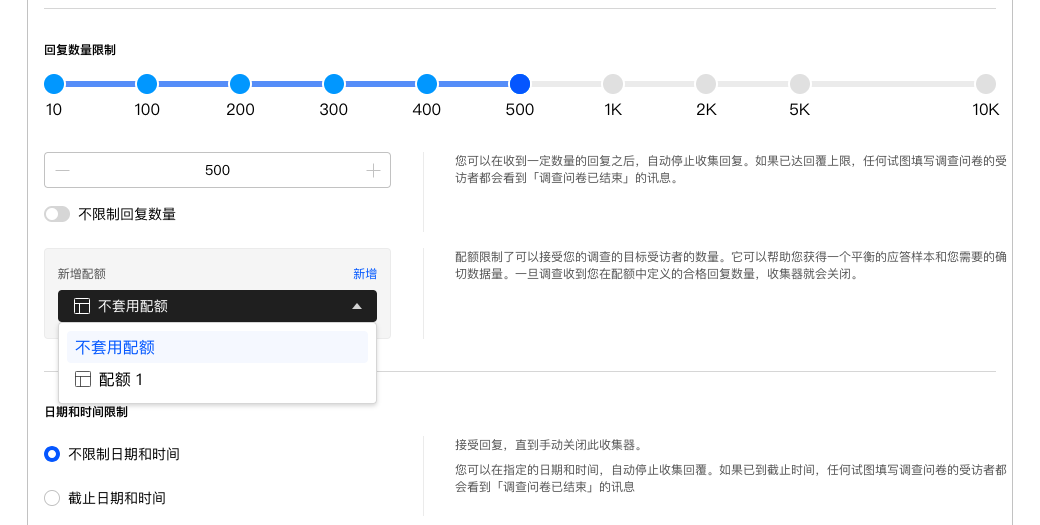 回复数量限制
10 100 200 300 400 500 1K 2K 5K 10K
500
您可以在收到一定数量的回复之后，自动停止收集回复。如果已达回覆上限，任何试图填写调查问卷的受
访者都会看到「调查问卷已结束」的讯息。
不限制回复数量
配额限制了可以接受您的调查的目标受访者的数量。它可以帮助您获得一个平衡的应答样本和您需要的确
切数据量。一旦调查收到您在配额中定义的合格回复数量，收集器就会关闭。
新增配额 新增
不套用配额
不套用配额
配额 1
日期和时间限制
不限制日期和时间
接受回复，直到手动关闭此收集器。
您可以在指定的日期和时间，自动停止收集回覆。如果已到截止时间，任何试图填写调查问卷的受访者都
会看到「调查问卷已结束」的讯息
截止日期和时间